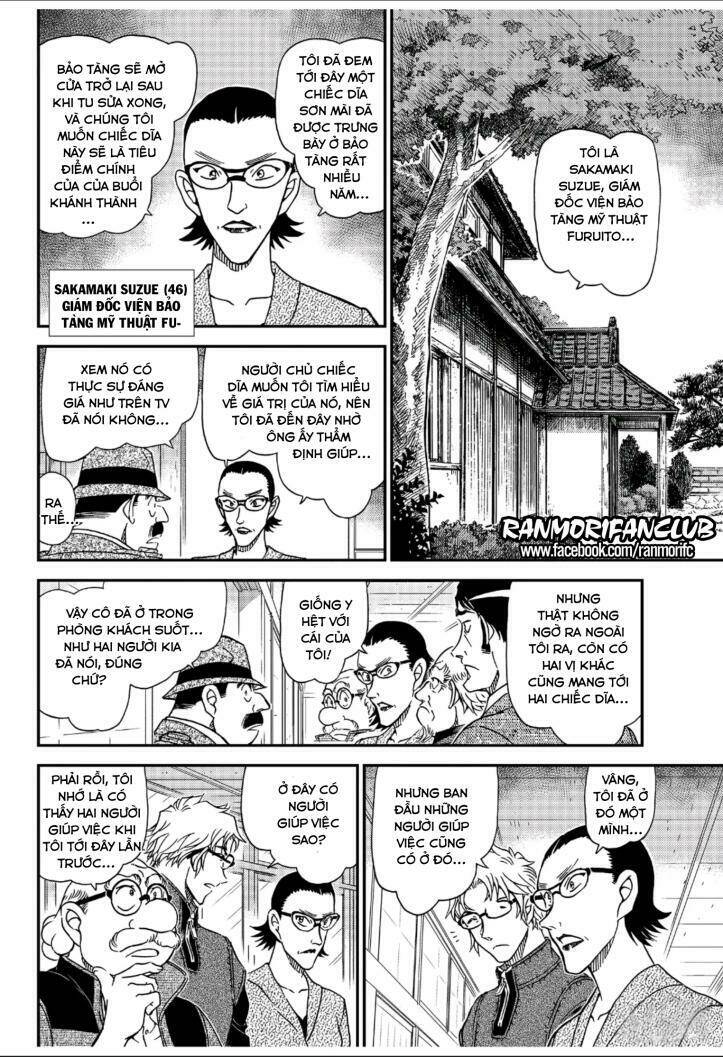 TÔI LÀ
SAKAMAKI
SUZUE, GIÁM
ĐỐC VIỆN BẢO
TÀNG MỸ THUẬT
FURUITO...
TÔI ĐÃ ĐEM
TỚI ĐÂY MỘT
CHIẾC DĨA
SƠN MÀI ĐÃ
ĐƯỢC TRƯNG
BÀY Ở BẢO
TÀNG RẤT
NHIỀU
NĂM...
BẢO TÀNG SẼ MỞ
CỬA TRỞ LẠI SAU
KHI TU SỬA XONG,
VÀ CHÚNG TÔI
MUỐN CHIẾC DĨA
NÀY SẼ LÀ TIÊU
ĐIỂM CHÍNH
CỦA CỦA BUỔI
KHÁNH THÀNH
...
SAKAMAKI SUZUE (46)
GIÁM ĐỐC VIỆN BẢO
TÀNG MỸ THUẬT FU-
NGƯỜI CHỦ CHIẾC
DĨA MUỐN TÔI TÌM HIỂU
VỀ GIÁ TRỊ CỦA NÓ, NÊN
TÔI ĐÃ ĐẾN ĐÂY NHỜ
ÔNG ẤY THẨM
ĐỊNH GIÚP...
XEM NÓ CÓ
THỰC SỰ ĐÁNG
GIÁ NHƯ TRÊN TV
ĐÃ NÓI KHÔNG...
RA
THẾ....
RANMORIFANCLUB
www.facebook.com/ranmorifc
NHƯNG
THẬT KHÔNG
NGỜ RA NGOÀI
TÔI RA, CÒN CÓ
HAI VỊ KHÁC
CŨNG MANG TỚI
HAI CHIẾC DĨA...
GIỐNG Y
HỆT VỚI
CÁI CỦA
TÔI!
VẬY CÔ ĐÃ Ở TRONG
PHÒNG KHÁCH SUỐT...
NHƯ HAI NGƯỜI KIA
ĐÃ NÓI, ĐÚNG
CHỨ?
VÂNG,
TÔI ĐÃ Ở
ĐÓ MỘT
MÌNH...
NHƯNG BAN
ĐẦU NHỮNG
NGƯỜI GIÚP
VIỆC CŨNG
CÓ Ở ĐÓ...
Ở ĐÂY CÓ
NGƯỜI
GIÚP VIỆC
SAO?
PHẢI RỒI, TÔI
NHỚ LÀ CÓ
THẤY HAI NGƯỜI
GIÚP VIỆC KHI
TÔI TỚI ĐÂY LẦN
TRƯỚC...